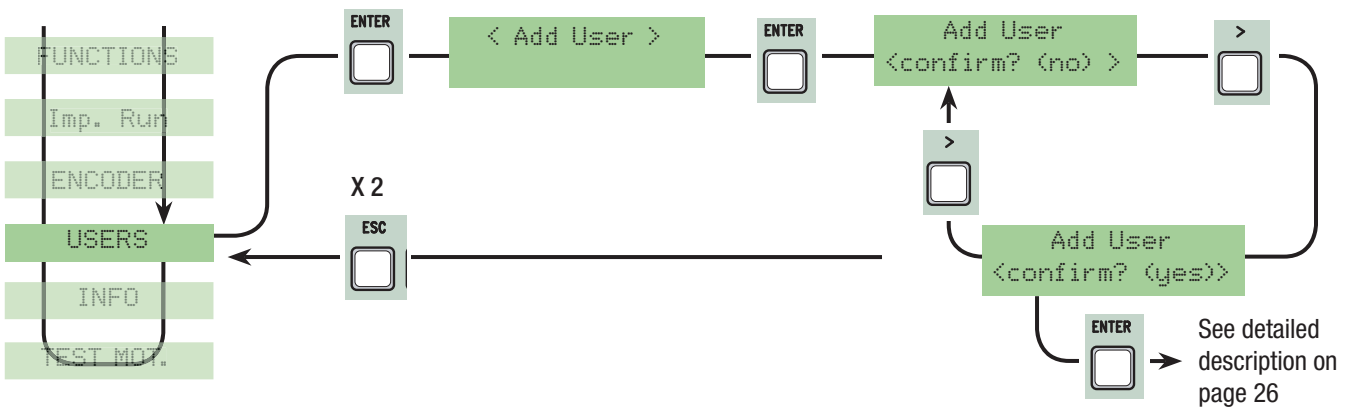 FUNCTIONS
Imp. Run
ENCODER
USERS
INFO
TEST MOT.
ENTER
< Add User >
ENTER
Add User
<confirm? (no) >
>
>
X 2
ESC
Add User
<confirm? (yes)>
ENTER
See detailed
description on
page 26